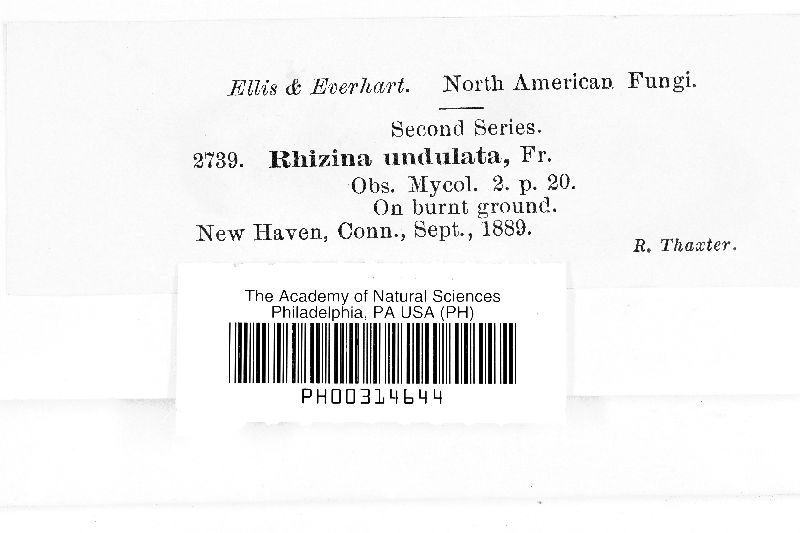 Ellis & Everhart. North American Fungi.
Second Series.
2739. Rhizina undulata, Fr.
Obs. Mycol. 2. p. 20.
On burnt ground.
New Haven, Conn., Sept., 1889.
R. Thaxter.
The Academy of Natural Sciences
Philadelphia, PA USA (PH)
PH00314644